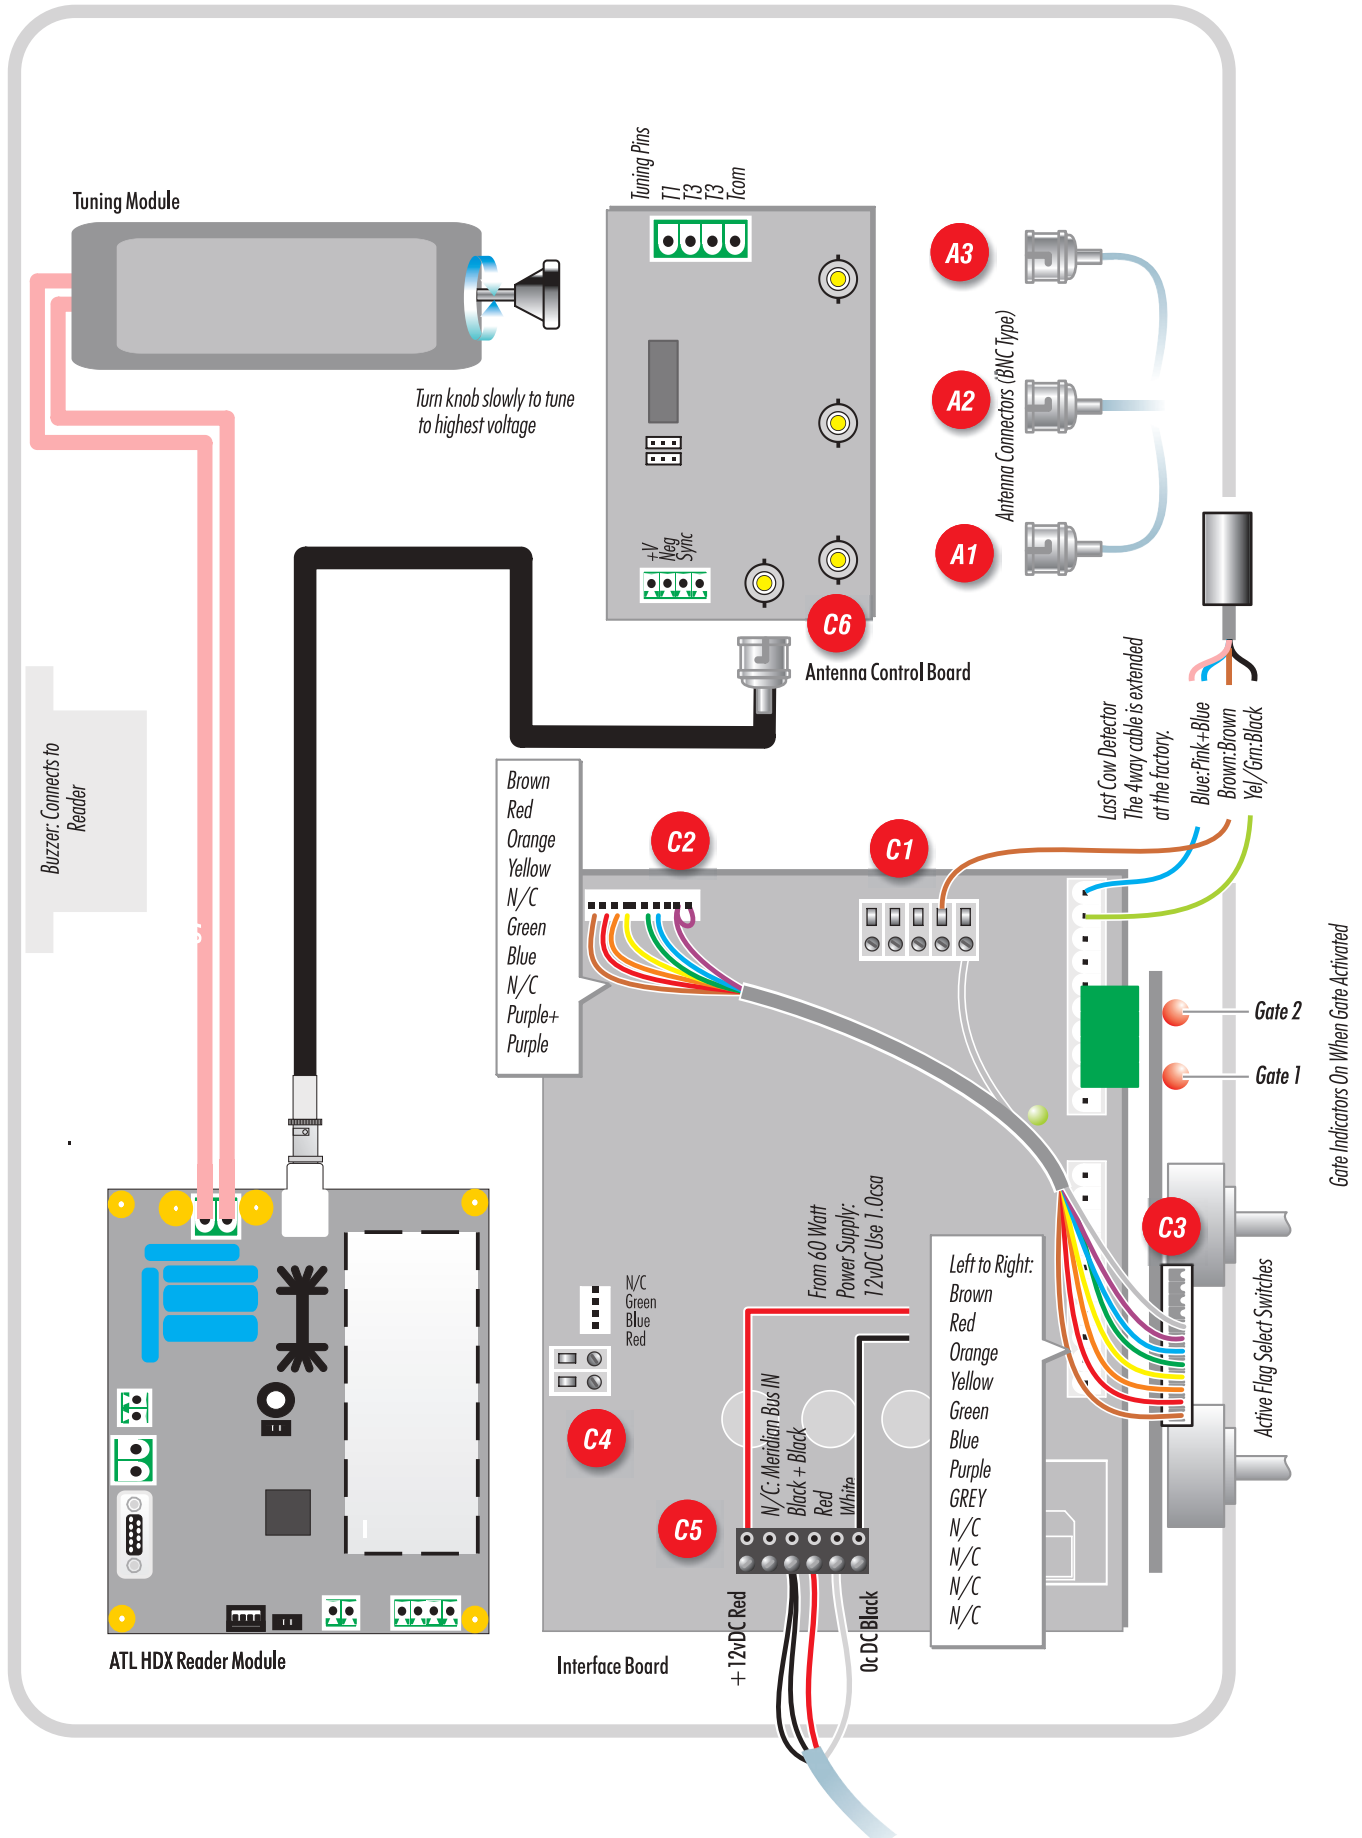 Tuning Module
Turn knob slowly to tune
to highest voltage
Tuning Pins
T1
T3
T3
Tcom
+V
Neg
Sync
C6
Antenna Control Board
A3
A2
A1
Antenna Connectors (BNC Type)
Buzzer: Connects to
Reader
Last Cow Detector
The 4way cable is extended
at the factory.
Blue:Pink+Blue
Brown:Brown
Yel/Grn:Black
Brown
Red
Orange
Yellow
N/C
Green
Blue
N/C
Purple+
Purple
C2
C1
Gate 2
Gate 1
Gate Indicators On When Gate Activated
C3
Active Flag Select Switches
From 60 Watt
Power Supply:
12vDC Use 1.0csa
Left to Right:
Brown
Red
Orange
Yellow
Green
Blue
Purple
GREY
N/C
N/C
N/C
N/C
N/C
Green
Blue
Red
C4
C5
N/C: Meridian Bus IN
Black + Black
Red
White
+12vDC Red
0c DC Black
ATL HDX Reader Module
Interface Board